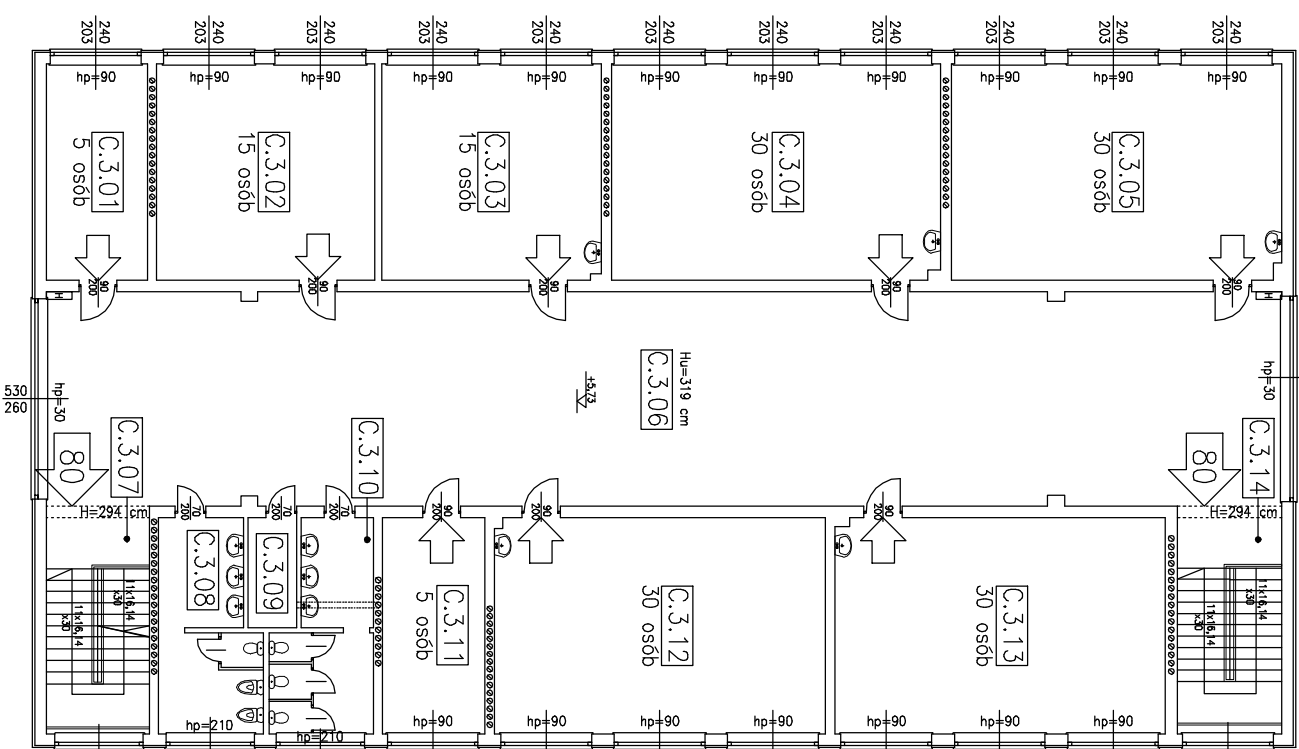 240
203
240
203
240
203
240
203
240
203
240
203
240
203
240
203
240
203
240
203
240
203
hp=90
hp=90
hp=90
hp=90
hp=90
hp=90
hp=90
hp=90
hp=90
hp=90
hp=90
C.3.01
5 osób
C.3.02
15 osób
C.3.03
15 osób
C.3.04
30 osób
C.3.05
30 osób
90
200
90
200
90
200
90
200
90
200
H
H
530
260
hp=30
C.3.06
Hu=319 cm
+5,73
hp=30
80
C.3.07
C.3.10
80
C.3.14
H=294 cm
70
200
70
200
70
200
90
200
90
200
90
200
H=294 cm
C.3.08
C.3.09
C.3.11
5 osób
C.3.12
30 osób
C.3.13
30 osób
11x16,14
x30
11x16,14
x30
11x16,14
x30
11x16,14
x30
hp=210
hp=210
hp=90
hp=90
hp=90
hp=90
hp=90
hp=90
hp=90